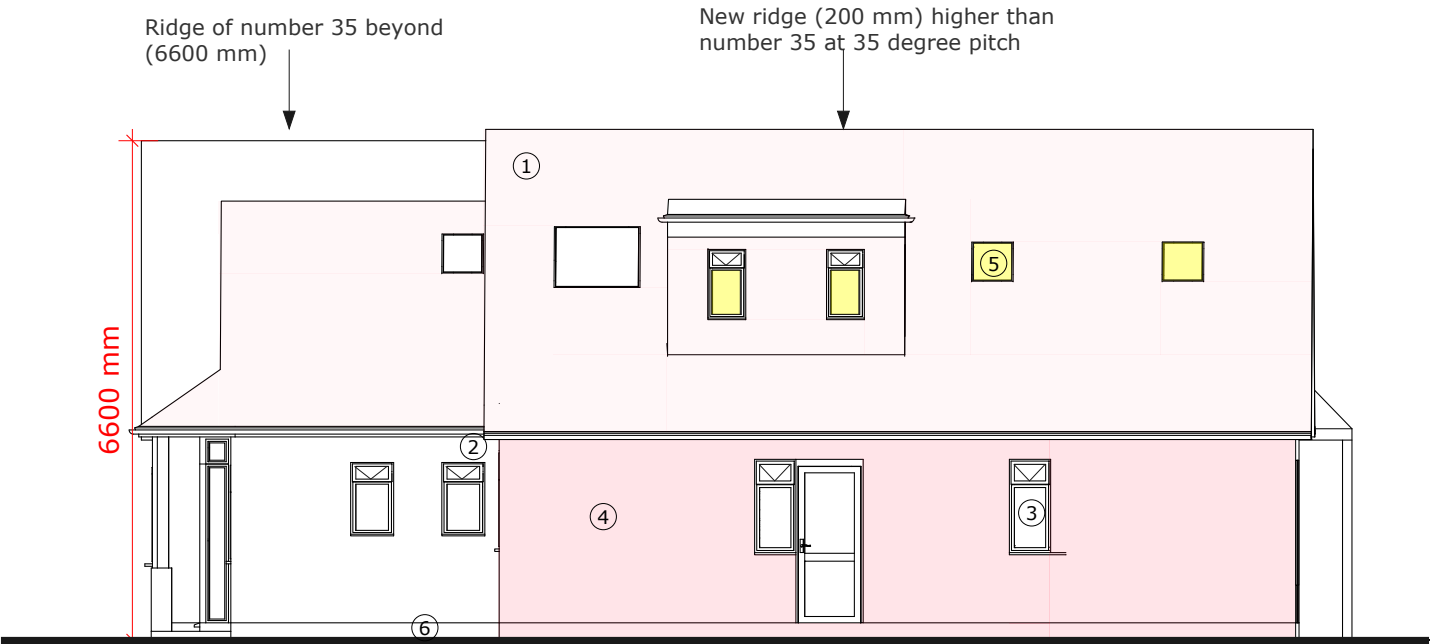 Ridge of number 35 beyond
(6600 mm)
New ridge (200 mm) higher than
number 35 at 35 degree pitch
1
5
6600 mm
2
4
3
6